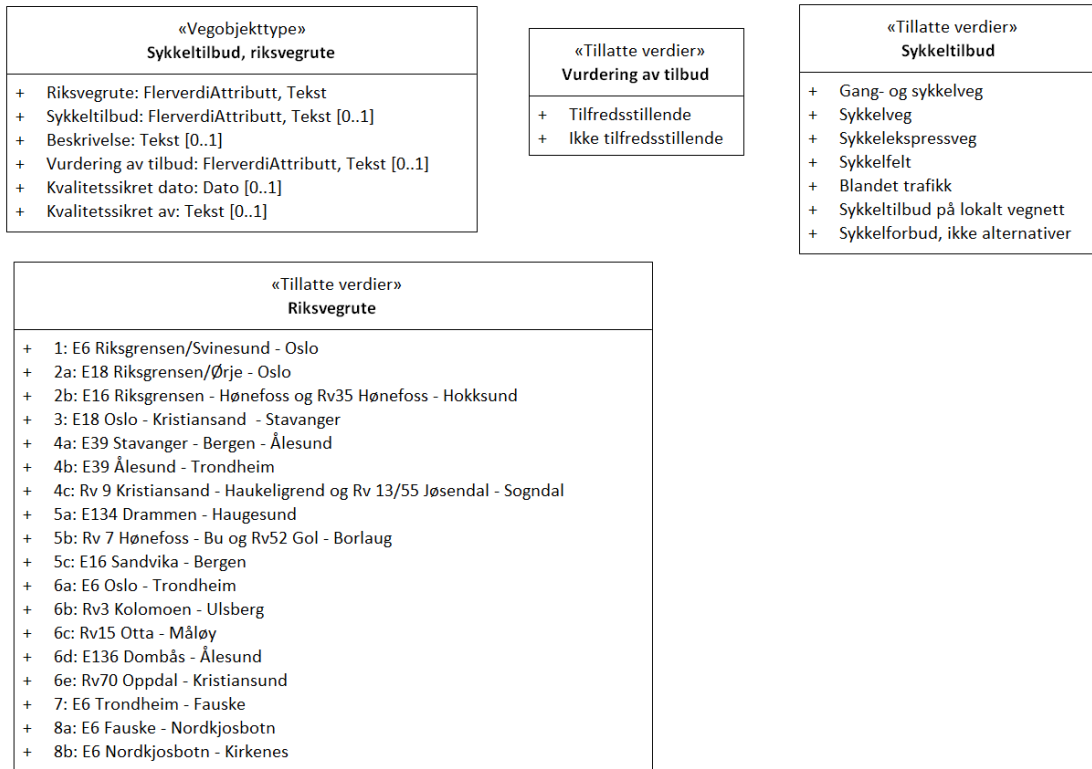 «Vegobjekttype»
Sykkeltilbud, riksvegrute
+ Riksvegrute: FlerverdiAttributt, Tekst
+ Sykkeltilbud: FlerverdiAttributt, Tekst [0..1]
+ Beskrivelse: Tekst [0..1]
+ Vurdering av tilbud: FlerverdiAttributt, Tekst [0..1]
+ Kvalitetssikret dato: Dato [0..1]
+ Kvalitetssikret av: Tekst [0..1]
«Tillatte verdier»
Vurdering av tilbud
+ Tilfredsstillende
+ Ikke tilfredsstillende
«Tillatte verdier»
Sykkeltilbud
+ Gang- og sykkelveg
+ Sykkelveg
+ Sykkelekspressveg
+ Sykkelfelt
+ Blandet trafikk
+ Sykkeltilbud på lokalt vegnett
+ Sykkelforbud, ikke alternativer
«Tillatte verdier»
Riksvegrute
+ 1: E6 Riksgrensen/Svinesund - Oslo
+ 2a: E18 Riksgrensen/Ørje - Oslo
+ 2b: E16 Riksgrensen - Hønefoss og Rv35 Hønefoss - Hokksund
+ 3: E18 Oslo - Kristiansand - Stavanger
+ 4a: E39 Stavanger - Bergen - Ålesund
+ 4b: E39 Ålesund - Trondheim
+ 4c: Rv 9 Kristiansand - Haukeligrend og Rv 13/55 Jøsendal - Sogndal
+ 5a: E134 Drammen - Haugesund
+ 5b: Rv 7 Hønefoss - Bu og Rv52 Gol - Borlaug
+ 5c: E16 Sandvika - Bergen
+ 6a: E6 Oslo - Trondheim
+ 6b: Rv3 Kolomoen - Ulsberg
+ 6c: Rv15 Otta - Måløy
+ 6d: E136 Dombås - Ålesund
+ 6e: Rv70 Oppdal - Kristiansund
+ 7: E6 Trondheim - Fauske
+ 8a: E6 Fauske - Nordkjosbotn
+ 8b: E6 Nordkjosbotn - Kirkenes